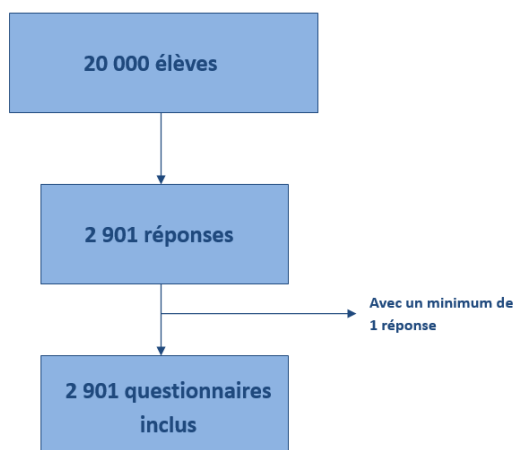 20 000 élèves
2 901 réponses
Avec un minimum de
1 réponse
2 901 questionnaires
inclus